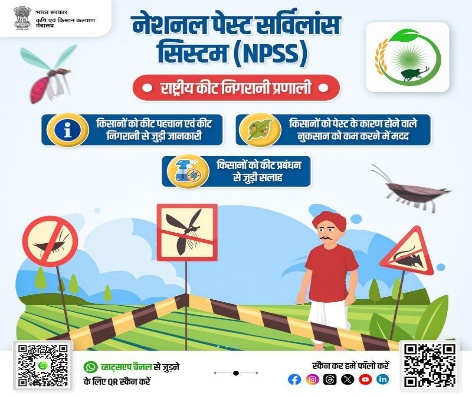 भारत सरकार
कृषि एवं किसान कल्याण
मंत्रालय
नेशनल पेस्ट सर्विलांस
सिस्टम (NPSS)
राष्ट्रीय कीट निगरानी प्रणाली
किसानों को कीट पहचान एवं कीट
निगरानी से जुड़ी जानकारी
किसानों को पेस्ट के कारण होने वाले
नुकसान को कम करने में मदद
किसानों को कीट प्रबंधन
से जुड़ी सलाह
व्हाट्सएप चैनल से जुड़ने
के लिए QR स्कैन करें
स्कैन कर हमें फॉलो करें